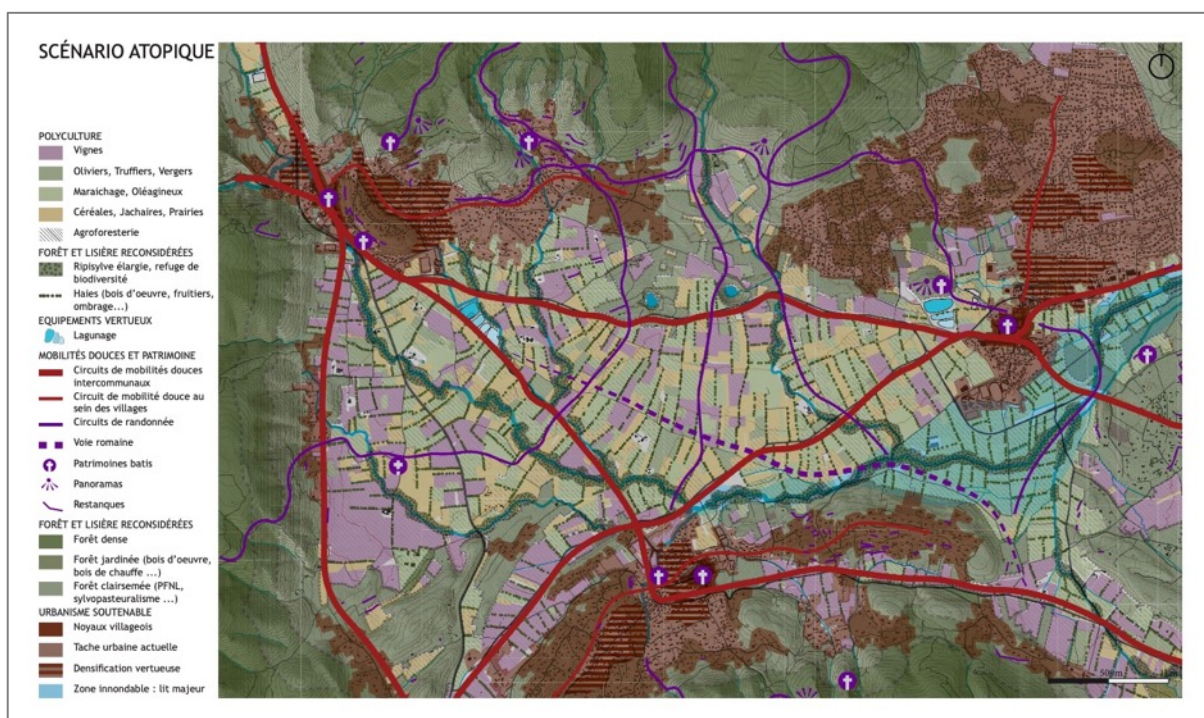 SCÉNARIO ATOPIQUE
POLYCULTURE
Vignes
Oliviers, Truffiers, Vergers
Maraichage, Oléagineux
Céréales, Jachaires, Prairies
Agroforesterie
FORÊT ET LISIÈRE RECONSIDÉRÉES
Ripisylve élargie, refuge de
biodiversité
Haies (bois d'oeuvre, fruitiers,
ombrage...)
EQUIPEMENTS VERTUEUX
Lagunage
MOBILITÉS DOUCES ET PATRIMOINE
Circuits de mobilités douces
intercommunaux
Circuit de mobilité douce au
sein des villages
Circuits de randonnée
Voie romaine
Patrimoines batis
Panoramas
Restanques
FORÊT ET LISIÈRE RECONSIDÉRÉES
Forêt dense
Forêt jardinée (bois d'oeuvre,
bois de chauffe ...)
Forêt clairsemée (PFNL,
sylvopasteuralisme ...)
URBANISME SOUTENABLE
Noyaux villageois
Tache urbaine actuelle
Densification vertueuse
Zone innondable : lit majeur
500m